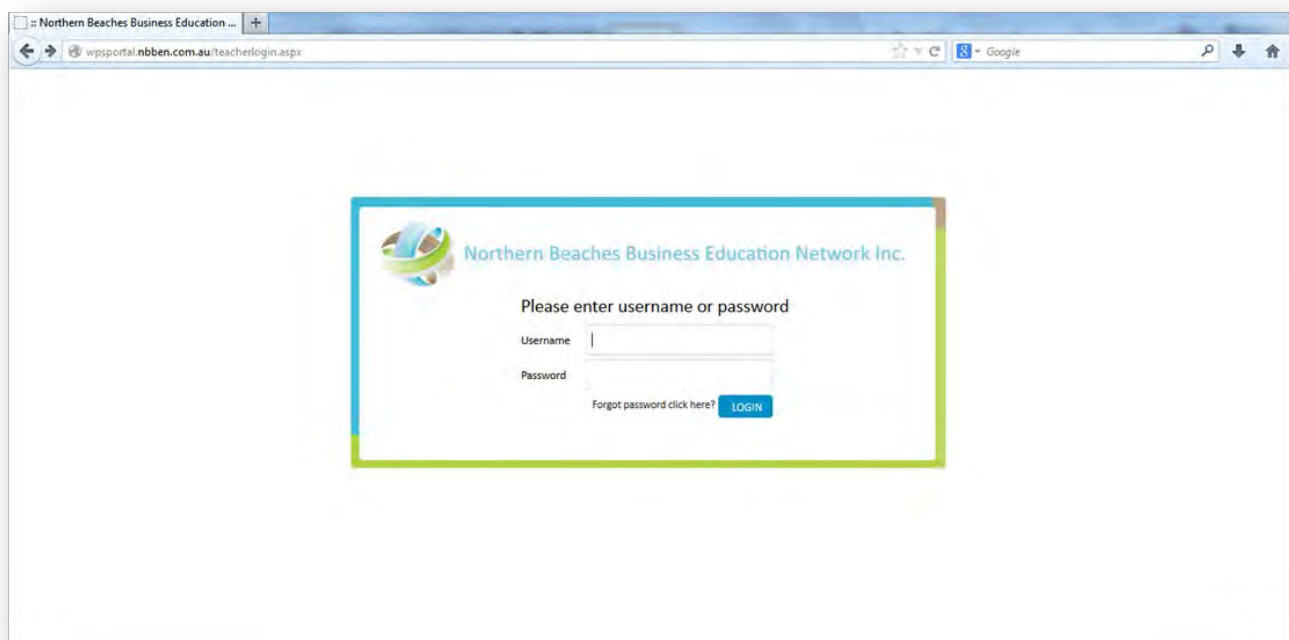 :: Northern Beaches Business Education ... +
wpsportal.nbben.com.au/teacherlogin.aspx
8 Google
Northern Beaches Business Education Network Inc.
Please enter username or password
Username
Password
Forgot password click here? LOGIN